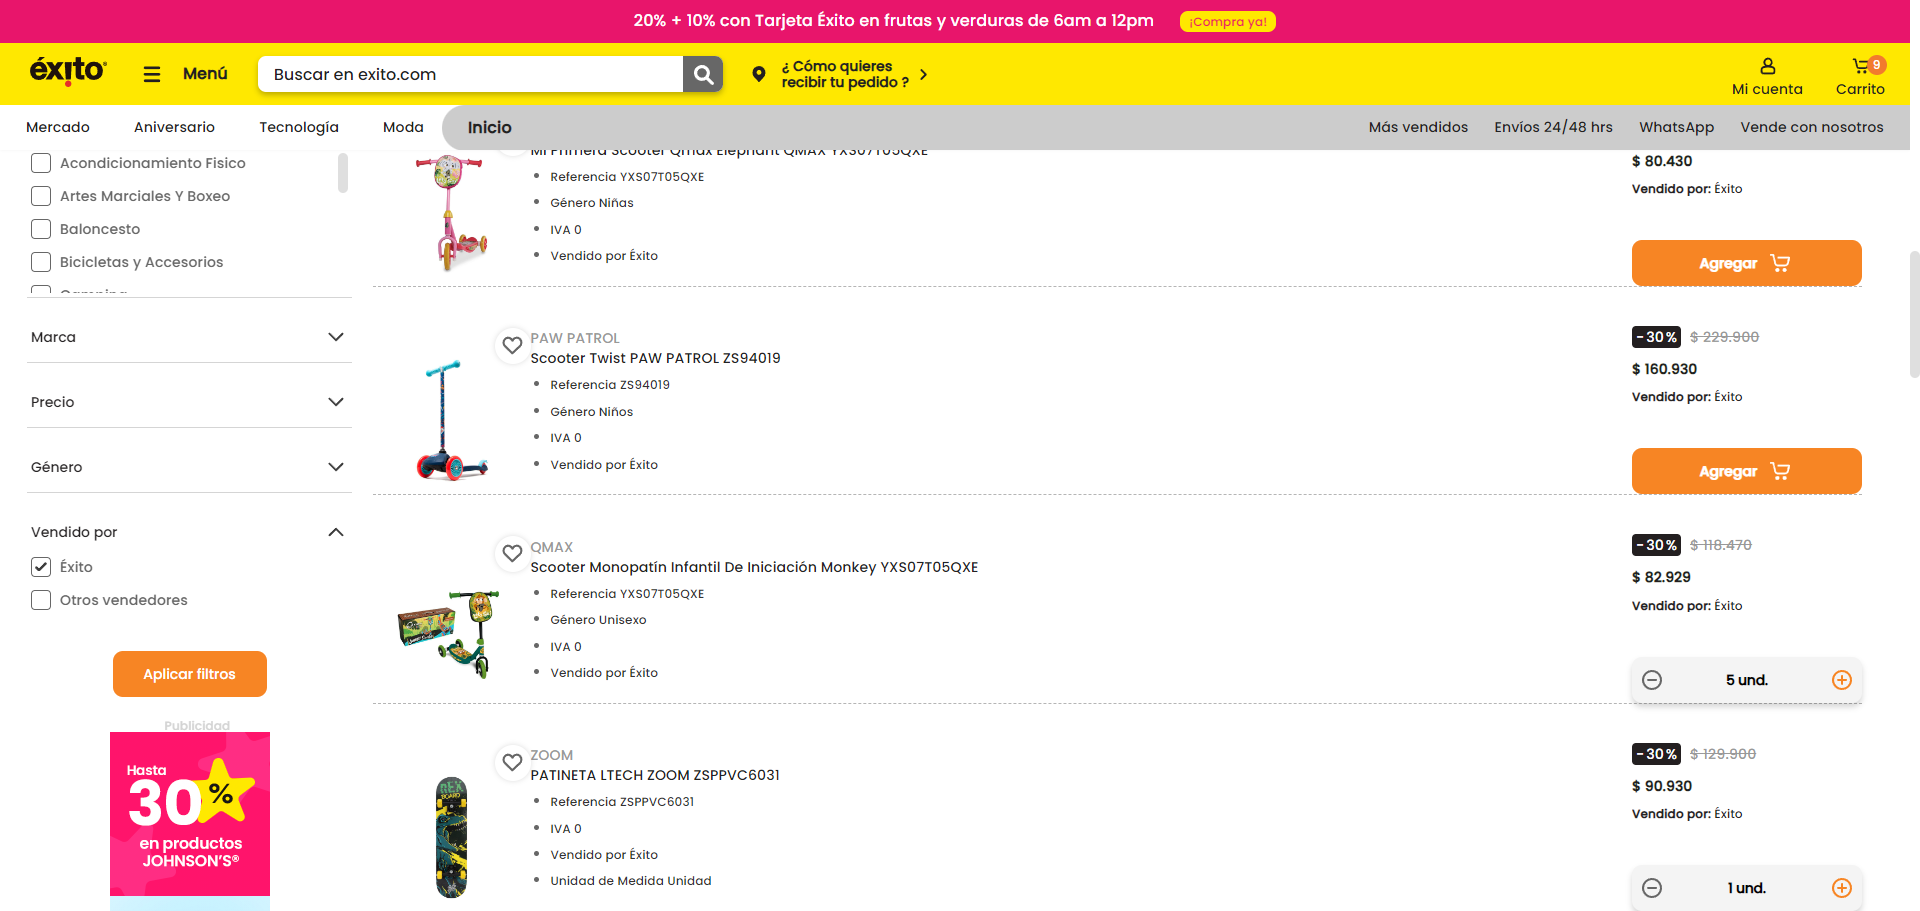 20% + 10% con Tarjeta Éxito en frutas y verduras de 6am a 12pm
¡Compra ya!
éxito
Menú
Buscar en exito.com
¿ Cómo quieres
recibir tu pedido ?
Mi cuenta
9
Carrito
Mercado
Aniversario
Tecnología
Moda
Inicio
Más vendidos
Envíos 24/48 hrs
WhatsApp
Vende con nosotros
Acondicionamiento Fisico
Artes Marciales Y Boxeo
Baloncesto
Bicicletas y Accesorios
Camping
Marca
Precio
Género
Vendido por
Éxito
Otros vendedores
Aplicar filtros
Publicidad
Hasta
30%
en productos
JOHNSON'S®
Mi Primera Scooter Qmax Elephant QMAX YXS07T05QXE
Referencia YXS07T05QXE
Género Niñas
IVA 0
Vendido por Éxito
$ 80.430
Vendido por: Éxito
Agregar
PAW PATROL
Scooter Twist PAW PATROL ZS94019
Referencia ZS94019
Género Niños
IVA 0
Vendido por Éxito
-30% $ 229.900
$ 160.930
Vendido por: Éxito
Agregar
QMAX
Scooter Monopatín Infantil De Iniciación Monkey YXS07T05QXE
Referencia YXS07T05QXE
Género Unisexo
IVA 0
Vendido por Éxito
-30% $ 118.470
$ 82.929
Vendido por: Éxito
5 und.
ZOOM
PATINETA LTECH ZOOM ZSPPVC6031
Referencia ZSPPVC6031
IVA 0
Vendido por Éxito
Unidad de Medida Unidad
-30% $ 129.900
$ 90.930
Vendido por: Éxito
1 und.